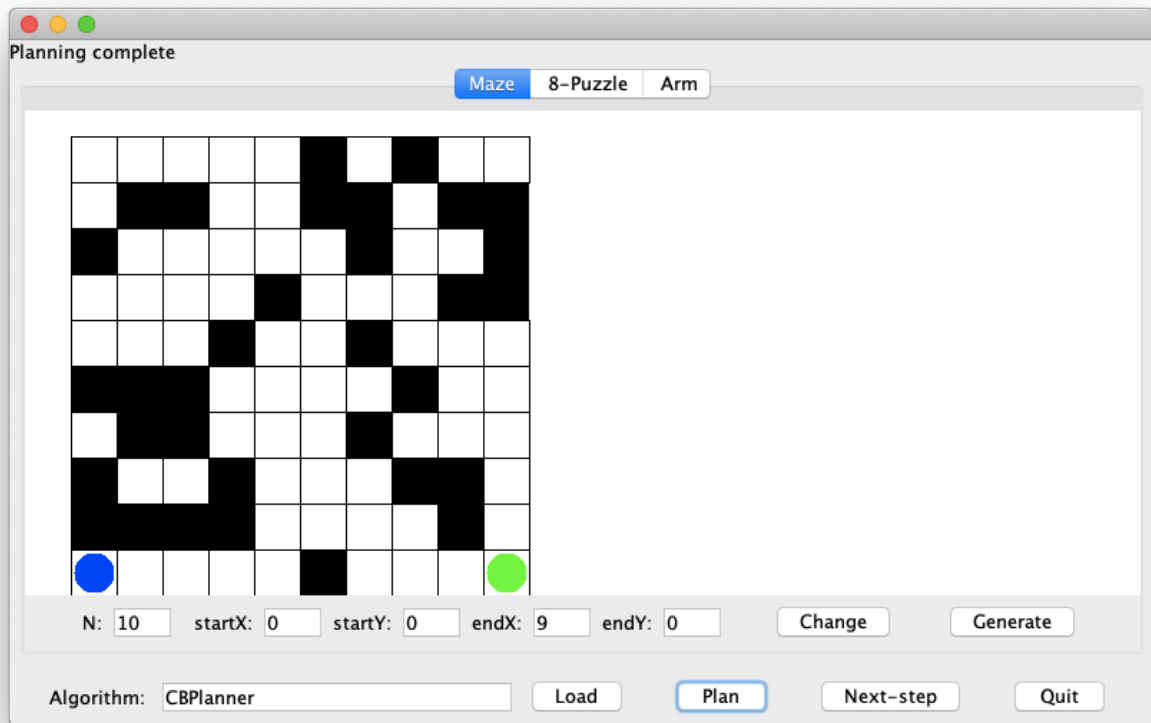 Planning complete
Maze 8-Puzzle Arm
N: 10 startX: 0 startY: 0 endX: 9 endY: 0 Change Generate
Algorithm: CBPlanner Load Plan Next-step Quit